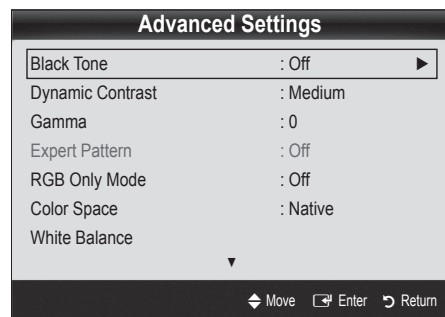 Advanced Settings
Black Tone : Off ►
Dynamic Contrast : Medium
Gamma : 0
Expert Pattern : Off
RGB Only Mode : Off
Color Space : Native
White Balance
▼
Move Enter Return